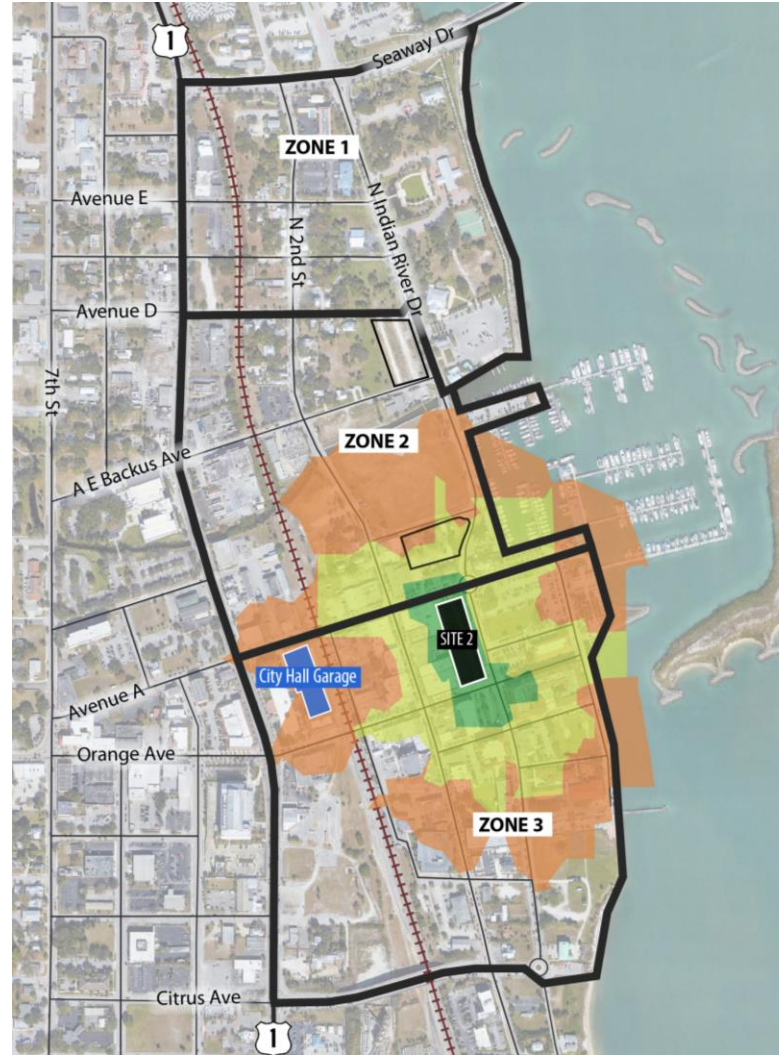 1
Seaway Dr
ZONE 1
Avenue E
N Indian River Dr
N 2nd St
Avenue D
7th St
ZONE 2
A E Backus Ave
SITE 2
City Hall Garage
Avenue A
Orange Ave
ZONE 3
Citrus Ave
1